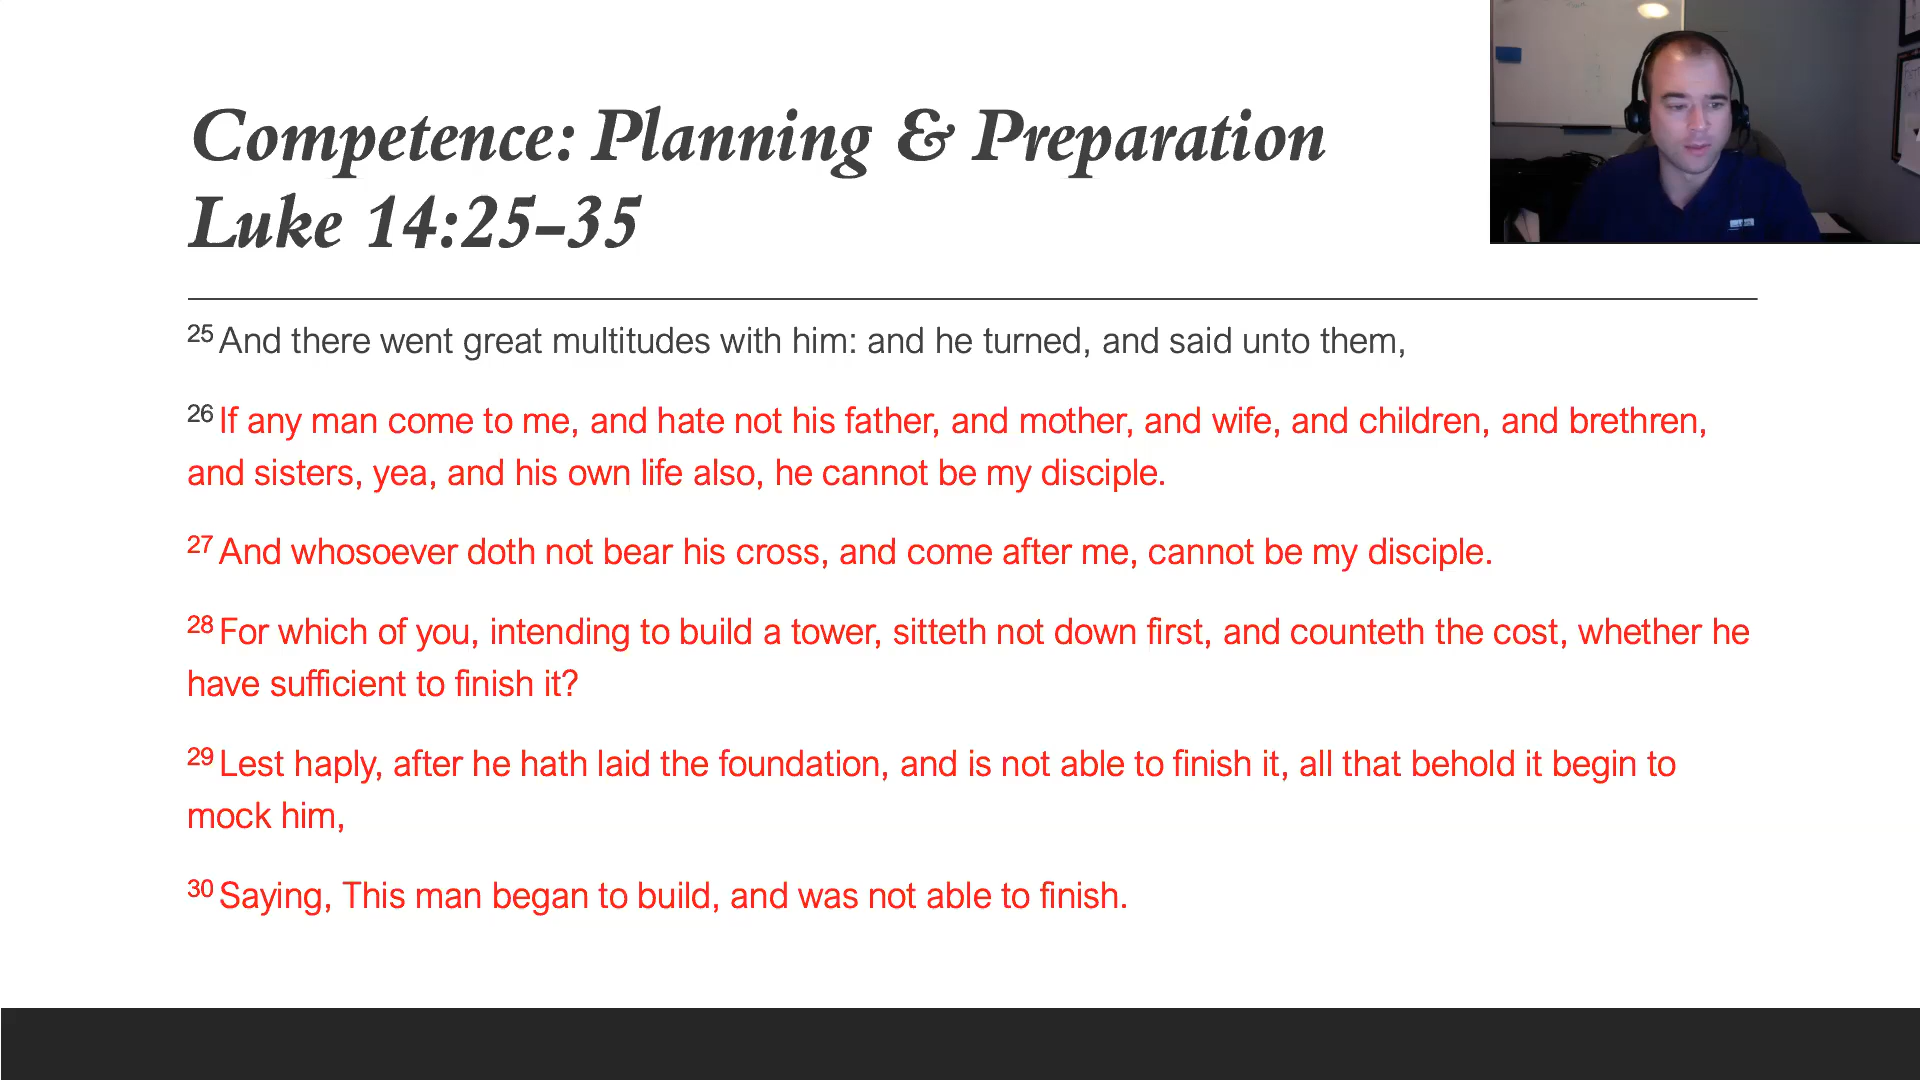 Competence: Planning & Preparation
Luke 14:25–35
25 And there went great multitudes with him: and he turned, and said unto them,
26 If any man come to me, and hate not his father, and mother, and wife, and children, and brethren,
and sisters, yea, and his own life also, he cannot be my disciple.
27 And whosoever doth not bear his cross, and come after me, cannot be my disciple.
28 For which of you, intending to build a tower, sitteth not down first, and counteth the cost, whether he
have sufficient to finish it?
29 Lest haply, after he hath laid the foundation, and is not able to finish it, all that behold it begin to
mock him,
30 Saying, This man began to build, and was not able to finish.